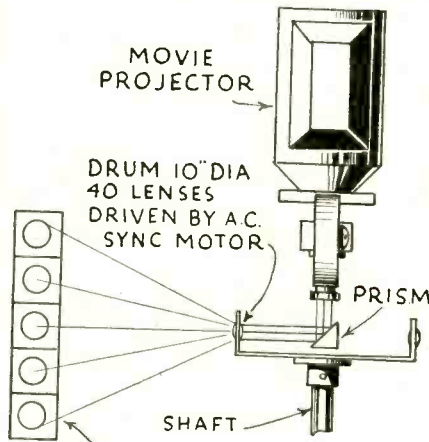 MOVIE
PROJECTOR
DRUM 10" DIA
40 LENSES
DRIVEN BY A.C.
SYNC MOTOR
PRISM
SHAFT